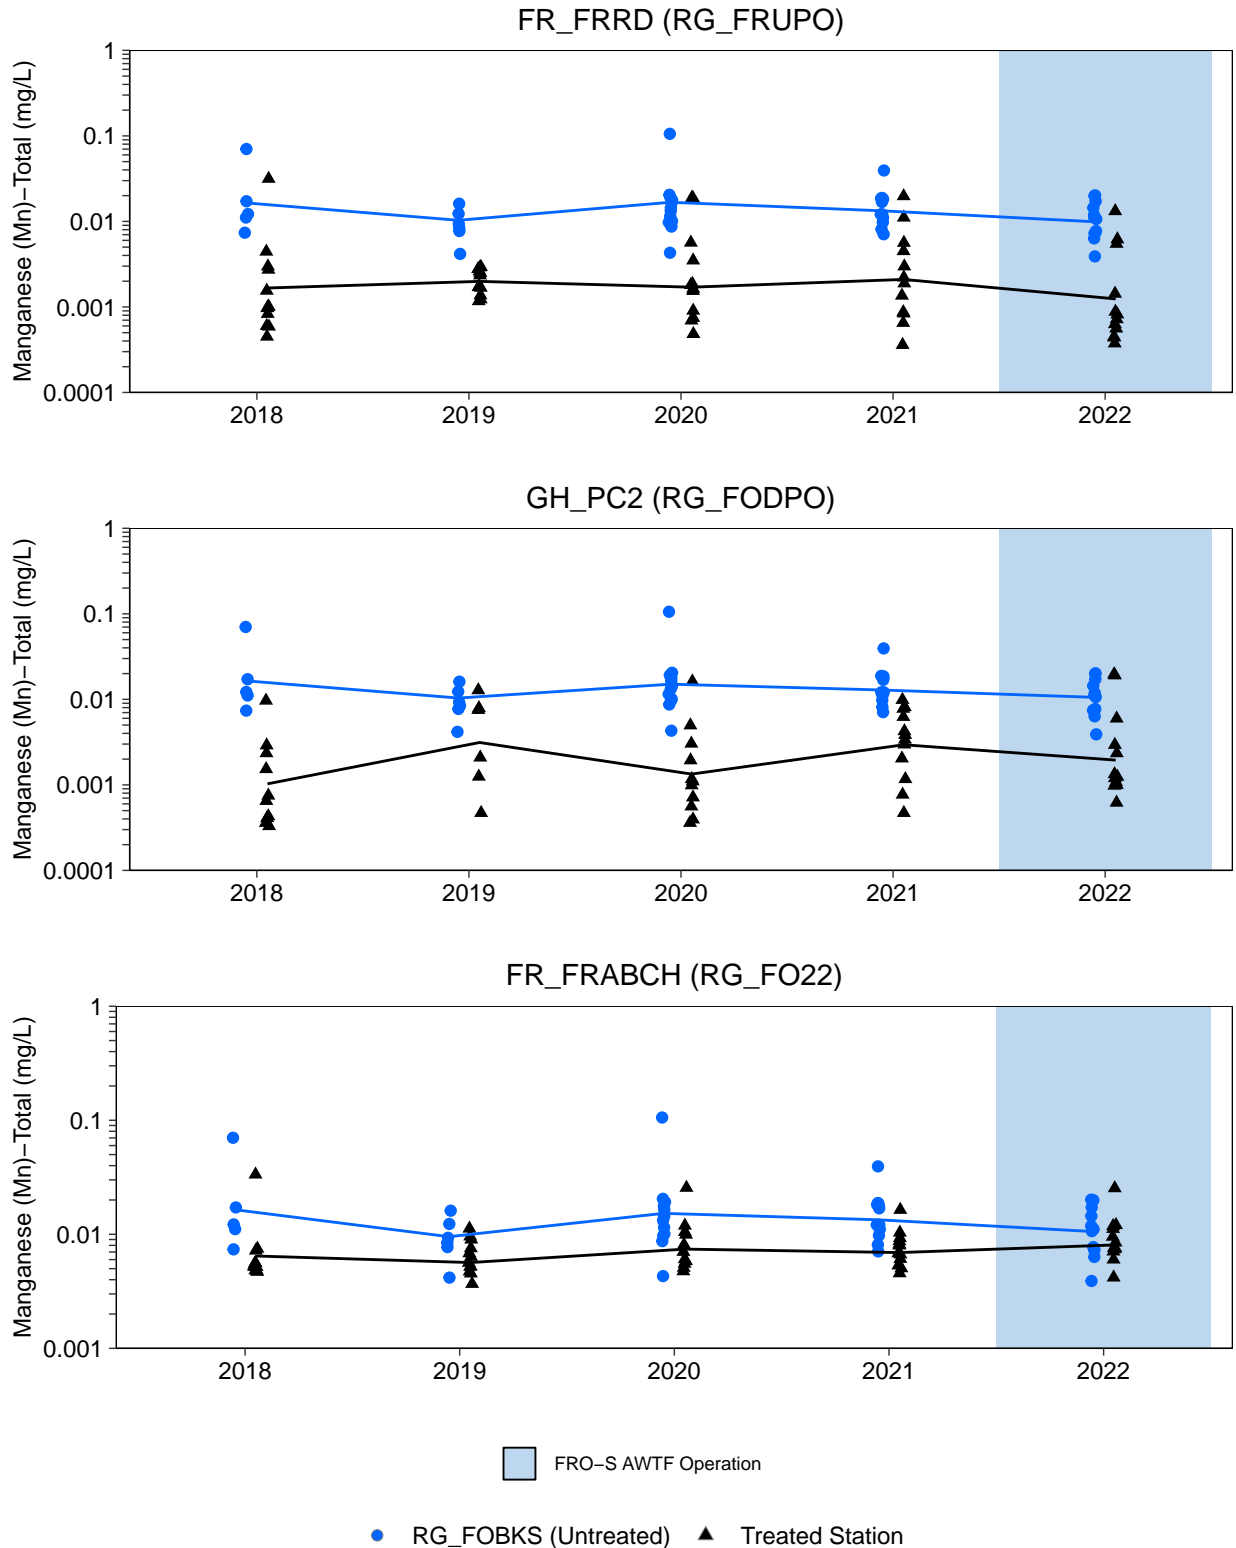 FR_FRRD (RG_FRUPO)
Manganese (Mn)−Total (mg/L)
1
0.1
0.01
0.001
0.0001
2018 2019 2020 2021 2022
GH_PC2 (RG_FODPO)
Manganese (Mn)−Total (mg/L)
1
0.1
0.01
0.001
0.0001
2018 2019 2020 2021 2022
FR_FRABCH (RG_FO22)
Manganese (Mn)−Total (mg/L)
1
0.1
0.01
0.001
2018 2019 2020 2021 2022
FRO−S AWTF Operation
RG_FOBKS (Untreated) Treated Station